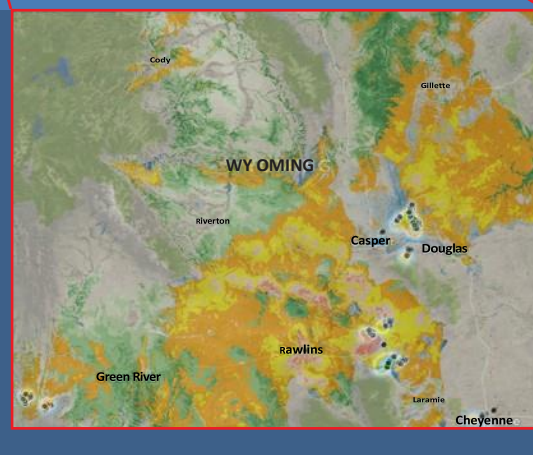 Cody
Gillette
WY OMING
Riverton
Casper
Douglas
Rawlins
Green River
Laramie
Cheyenne